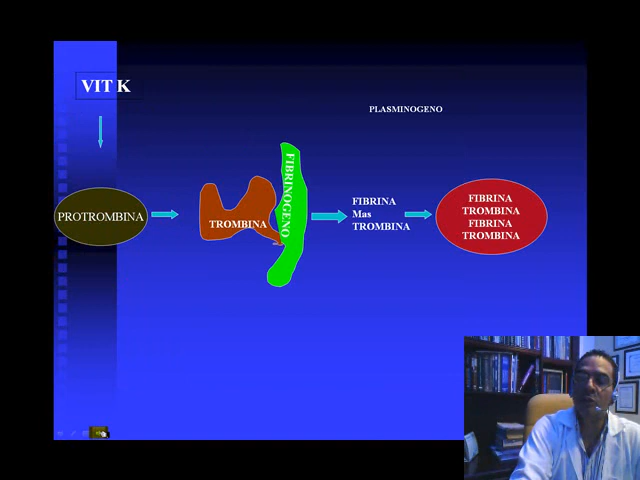 VIT K
PLASMINOGENO
PROTROMBINA
TROMBINA
FIBRINOGENO
FIBRINA
Mas
TROMBINA
FIBRINA
TROMBINA
FIBRINA
TROMBINA